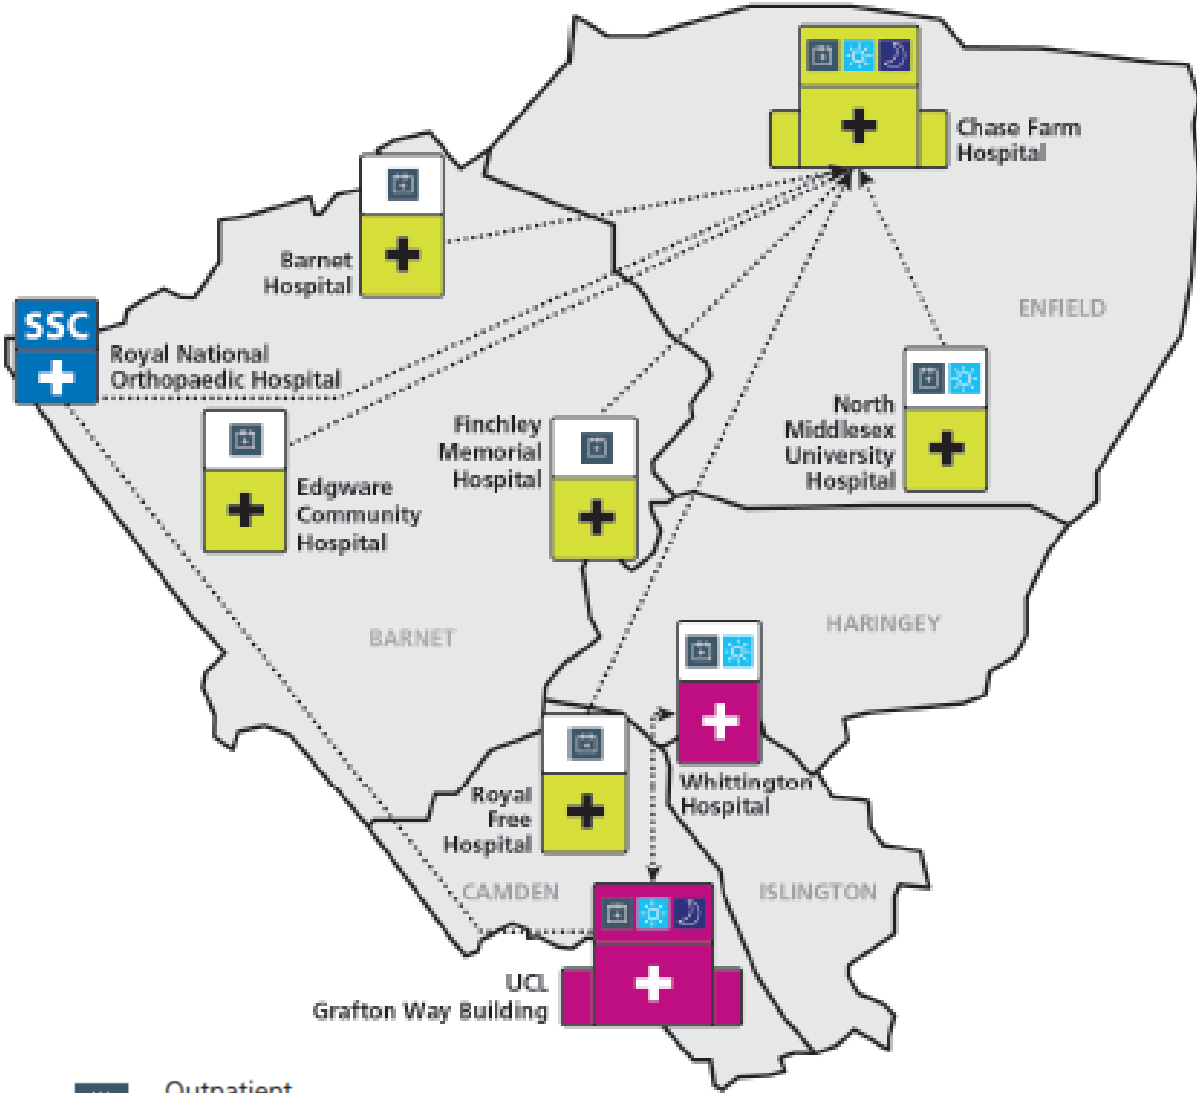 Chase Farm
Hospital
Barnet
Hospital
ENFIELD
SSC
Royal National
Orthopaedic Hospital
North
Middlesex
University
Hospital
Finchley
Memorial
Hospital
Edgware
Community
Hospital
BARNET
HARINGEY
Whittington
Hospital
Royal
Free
Hospital
CAMDEN
ISLINGTON
UCL
Grafton Way Building
Outpatient